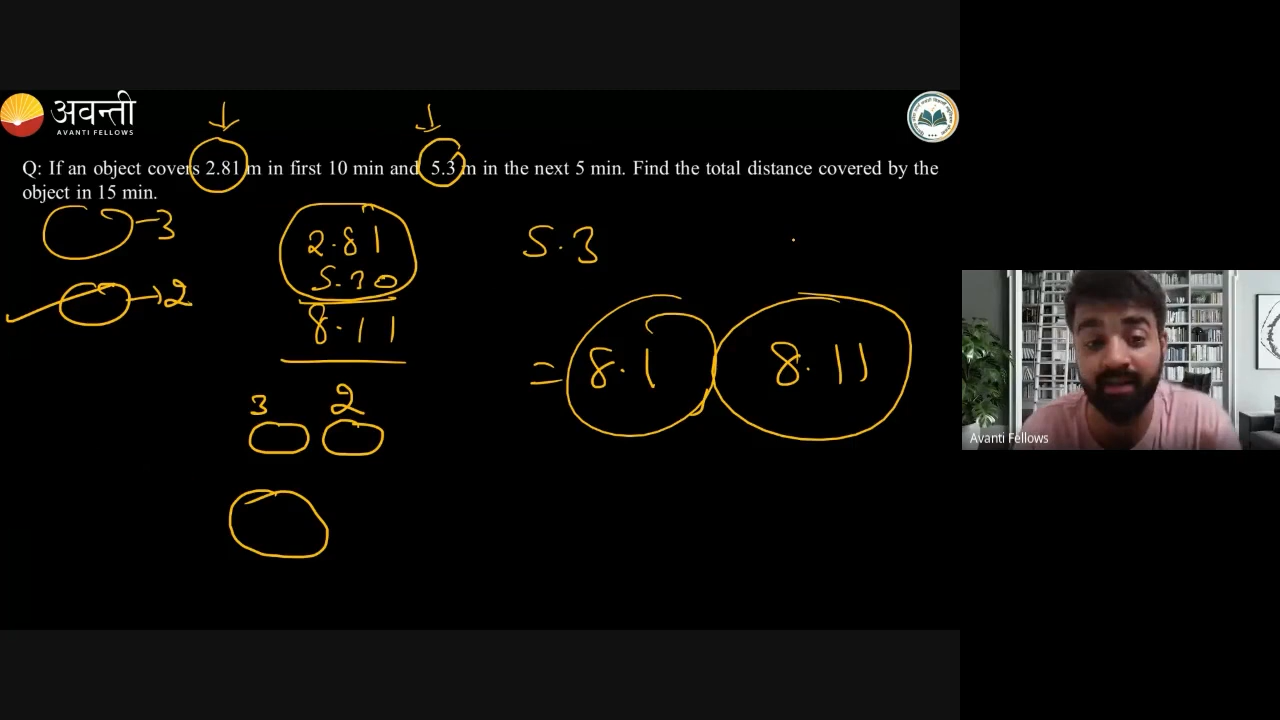 अवन्ती
AVANTI FELLOWS
Q: If an object covers 2.81 m in first 10 min and 5.3 m in the next 5 min. Find the total distance covered by the
object in 15 min.
3
2
2.81
5.30
8.11
3 2
5.3
= 8.1 8.11
Avanti Fellows